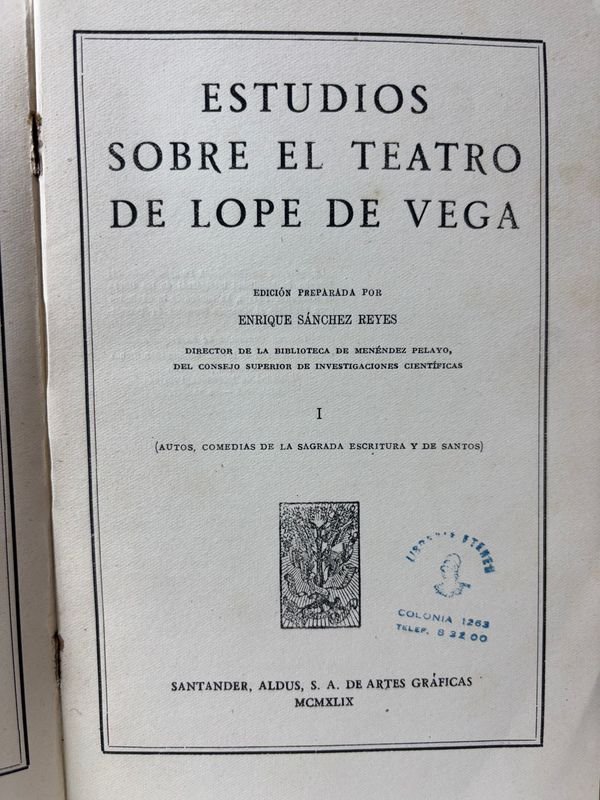 ESTUDIOS
SOBRE EL TEATRO
DE LOPE DE VEGA
EDICIÓN PREPARADA POR
ENRIQUE SÁNCHEZ REYES
DIRECTOR DE LA BIBLIOTECA DE MENÉNDEZ PELAYO,
DEL CONSEJO SUPERIOR DE INVESTIGACIONES CIENTÍFICAS
I
(AUTOS, COMEDIAS DE LA SAGRADA ESCRITURA Y DE SANTOS)
LIBRERIA ATENEA
COLONIA 1263
TELEF. 8 32 00
SANTANDER, ALDUS, S. A. DE ARTES GRÁFICAS
MCMXLIX